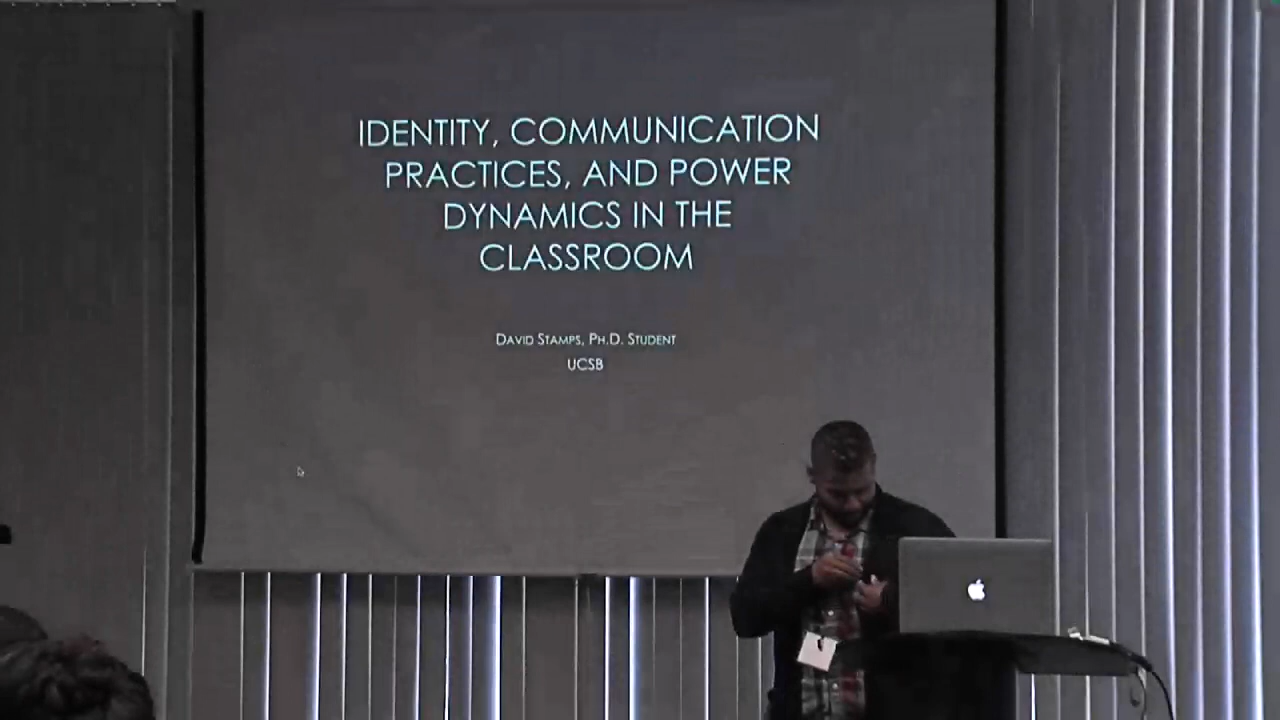 IDENTITY, COMMUNICATION
PRACTICES, AND POWER
DYNAMICS IN THE
CLASSROOM
DAVID STAMPS, PH.D. STUDENT
UCSB